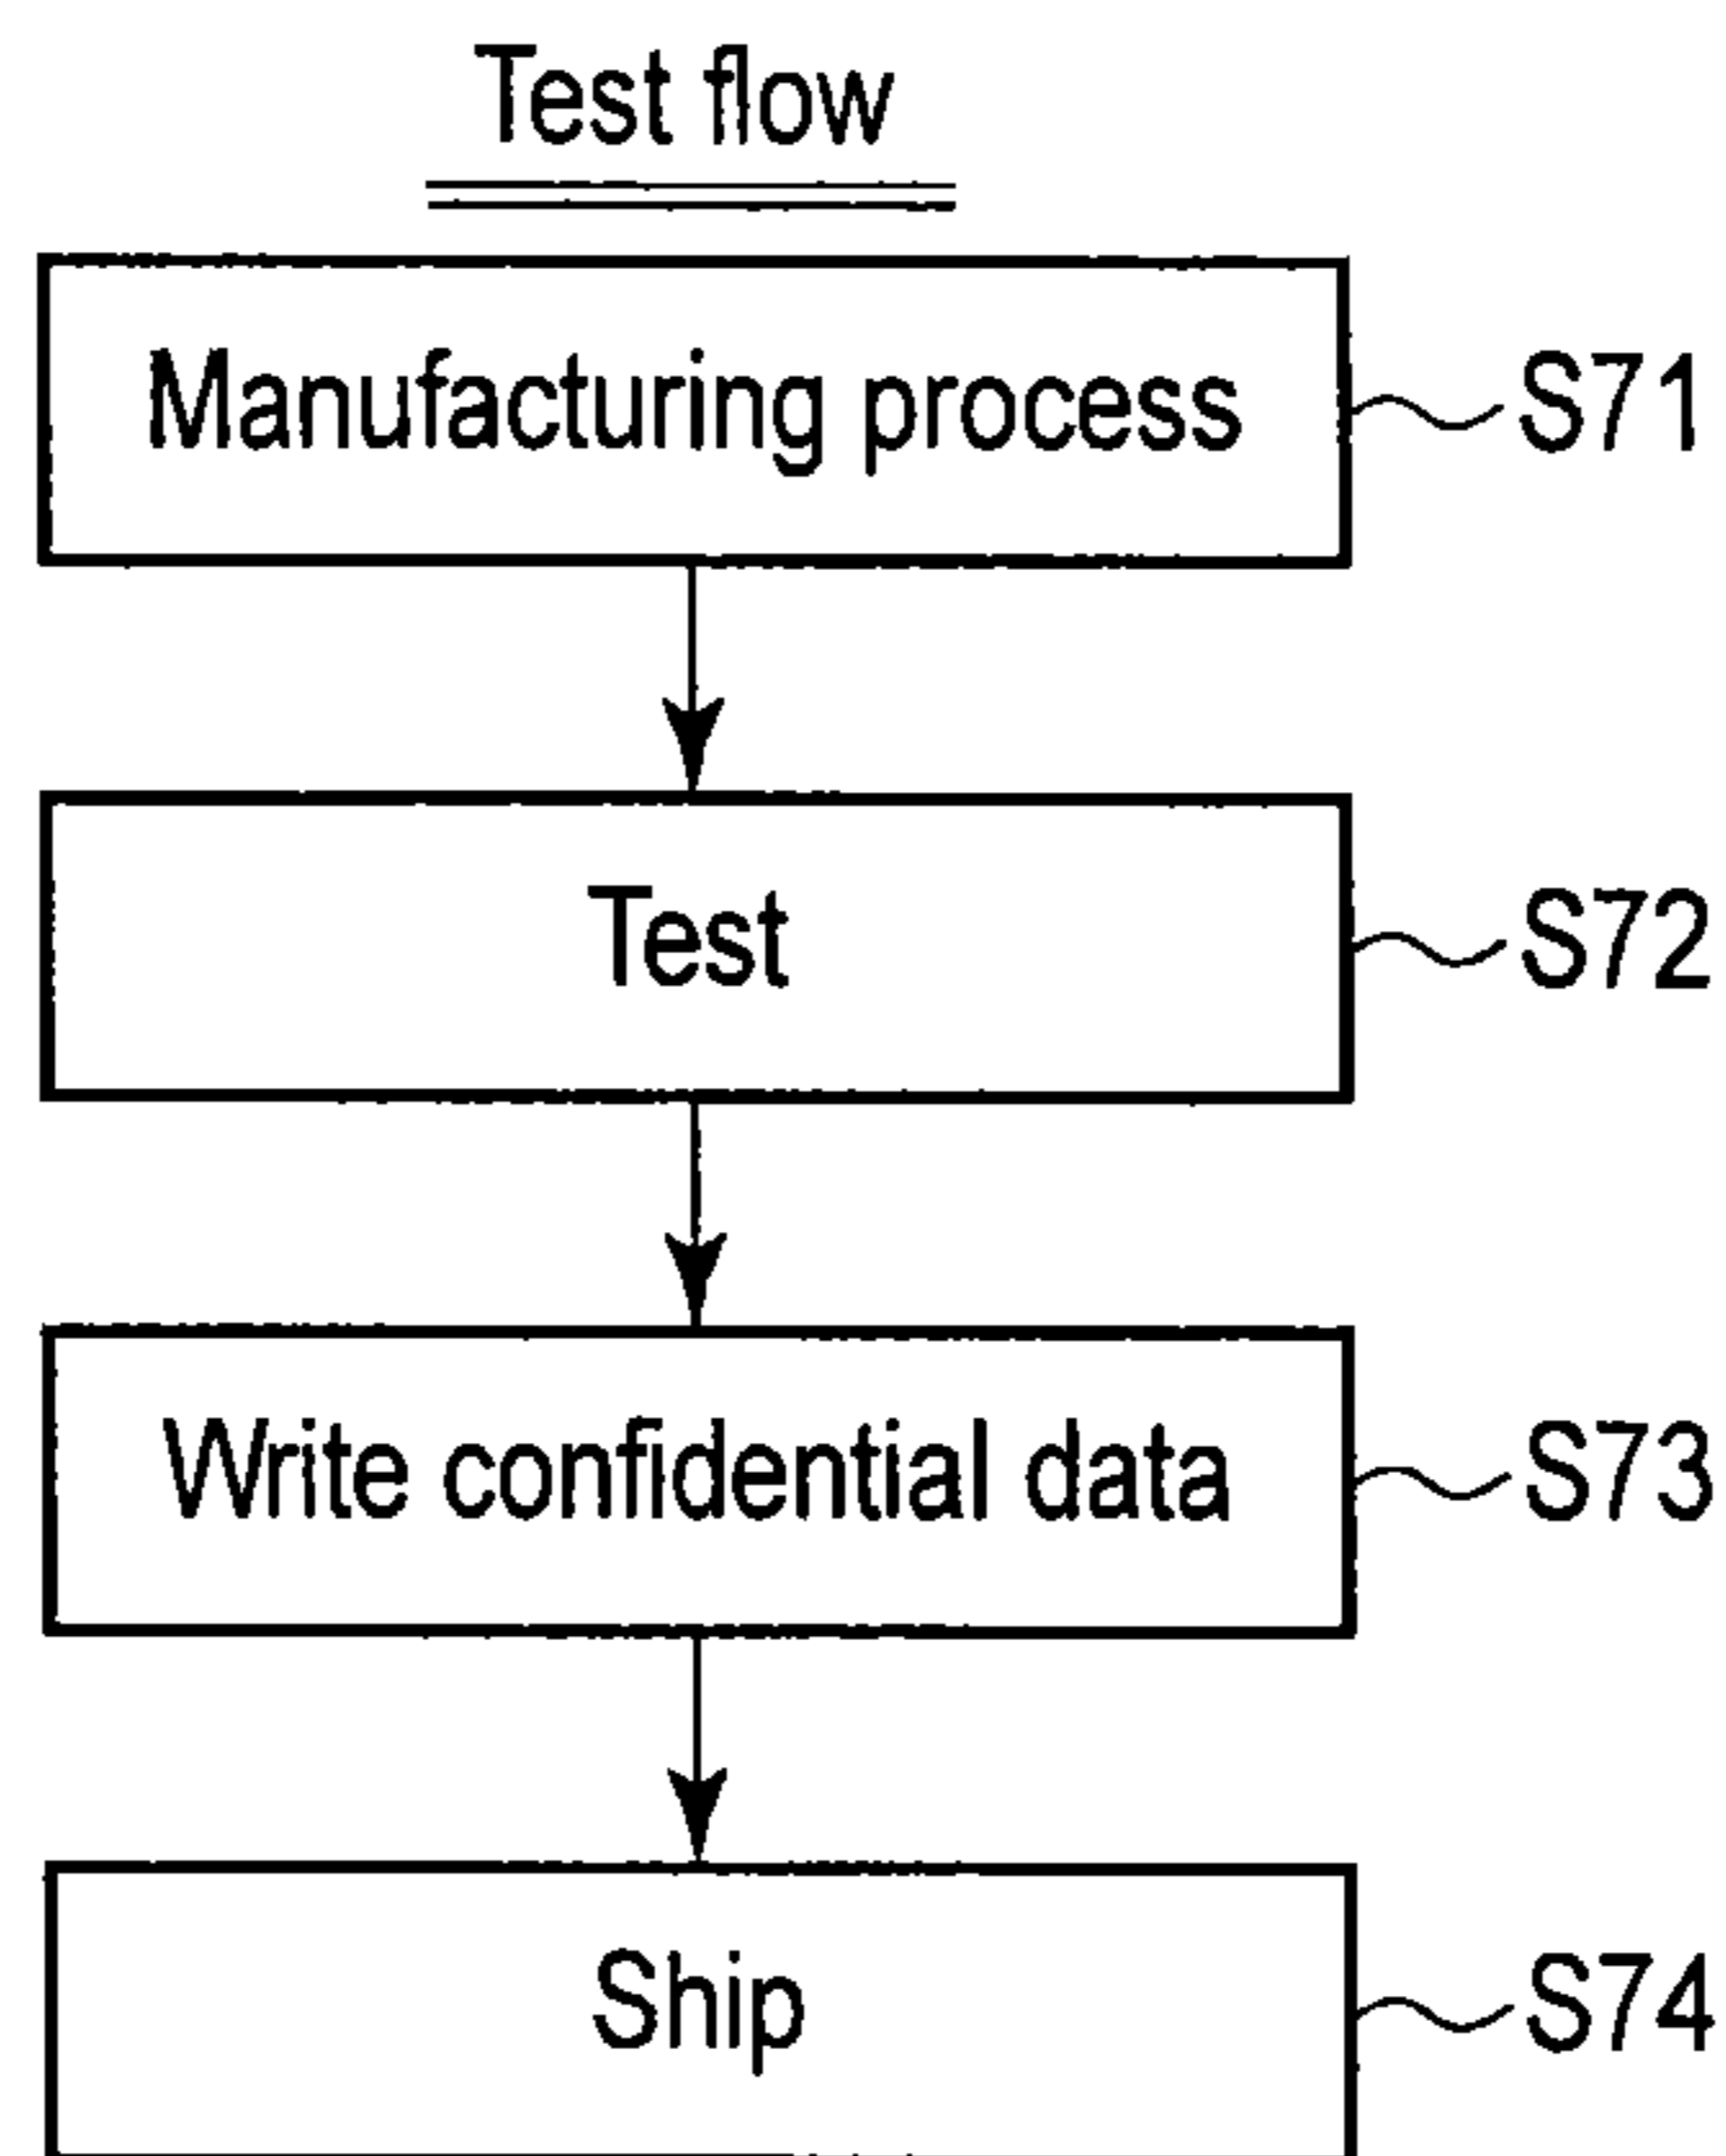 Test flow
Manufacturing process S71
Test S72
Write confidential data S73
Ship S74